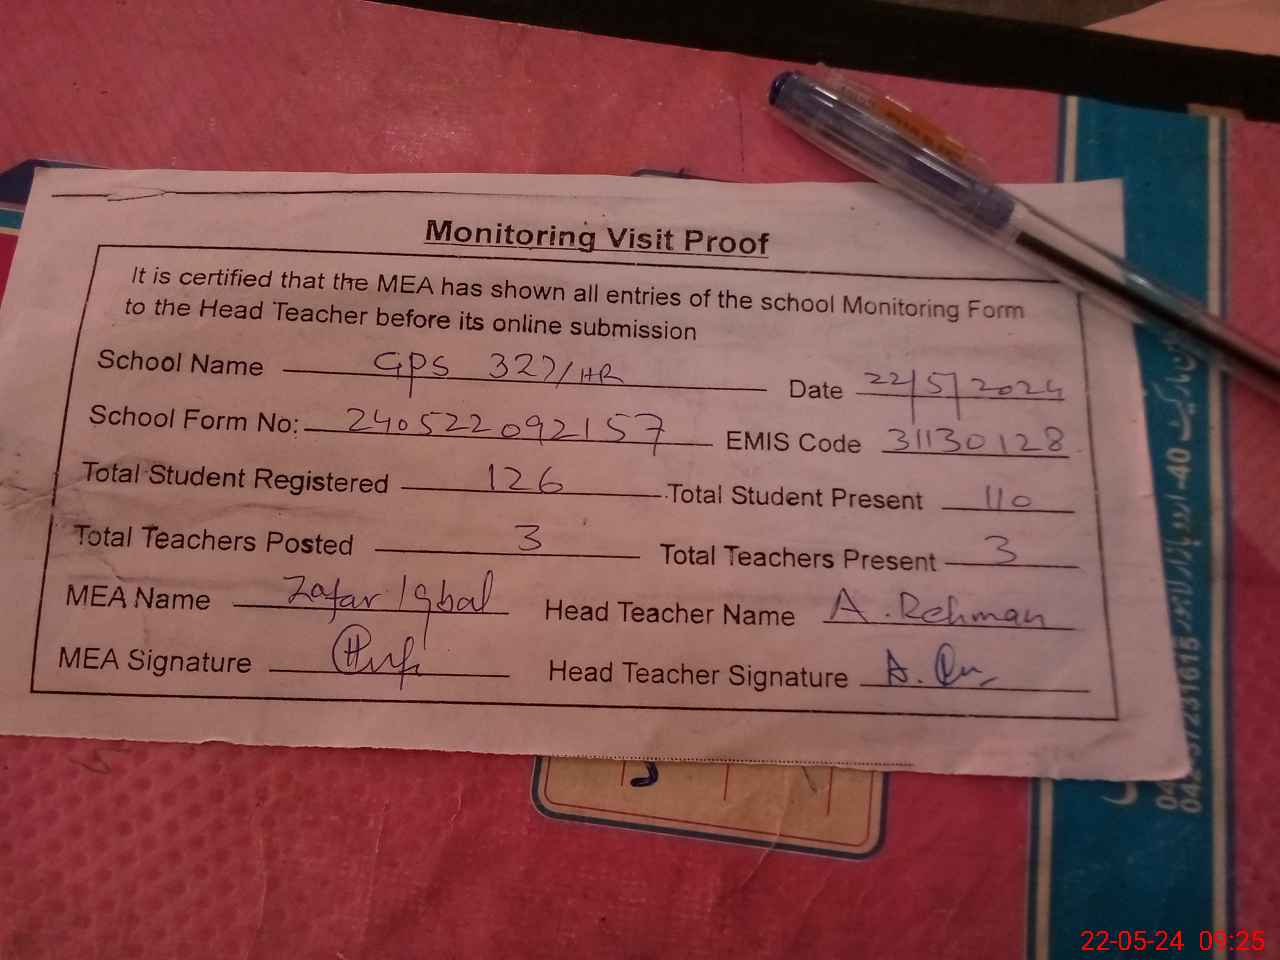 Monitoring Visit Proof
It is certified that the MEA has shown all entries of the school Monitoring Form
to the Head Teacher before its online submission
School Name GPS 327/HR Date 22/5/2024
School Form No: 240522092157 EMIS Code 31130128
Total Student Registered 126 Total Student Present 110
Total Teachers Posted 3 Total Teachers Present 3
MEA Name Zafar Iqbal Head Teacher Name A. Rehman
MEA Signature Head Teacher Signature
22-05-24 09:25